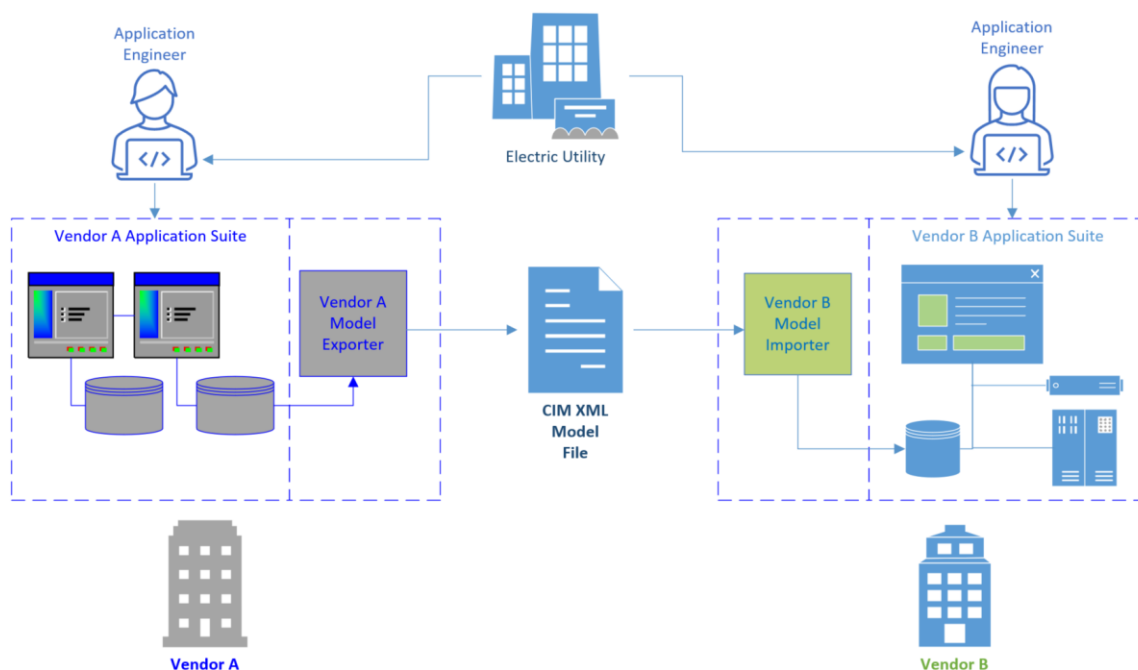 Application
Engineer
Application
Engineer
</>
</>
Electric Utility
Vendor A Application Suite
Vendor B Application Suite
X
Vendor A
Model
Exporter
Vendor B
Model
Importer
CIM XML
Model
File
Vendor A
Vendor B